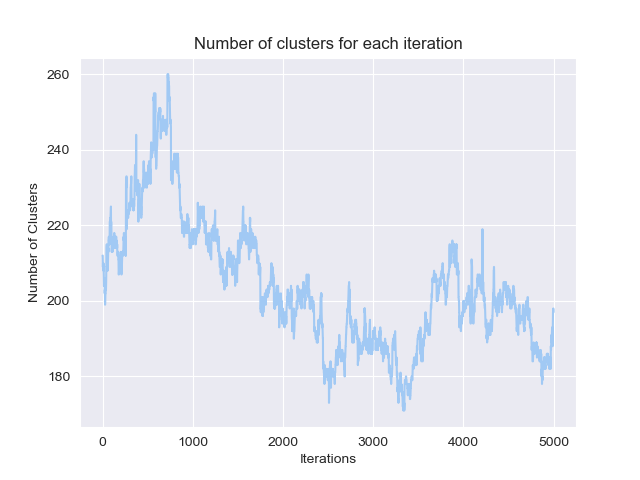 Number of clusters for each iteration
260
240
220
200
180
Number of Clusters
0 1000 2000 3000 4000 5000
Iterations